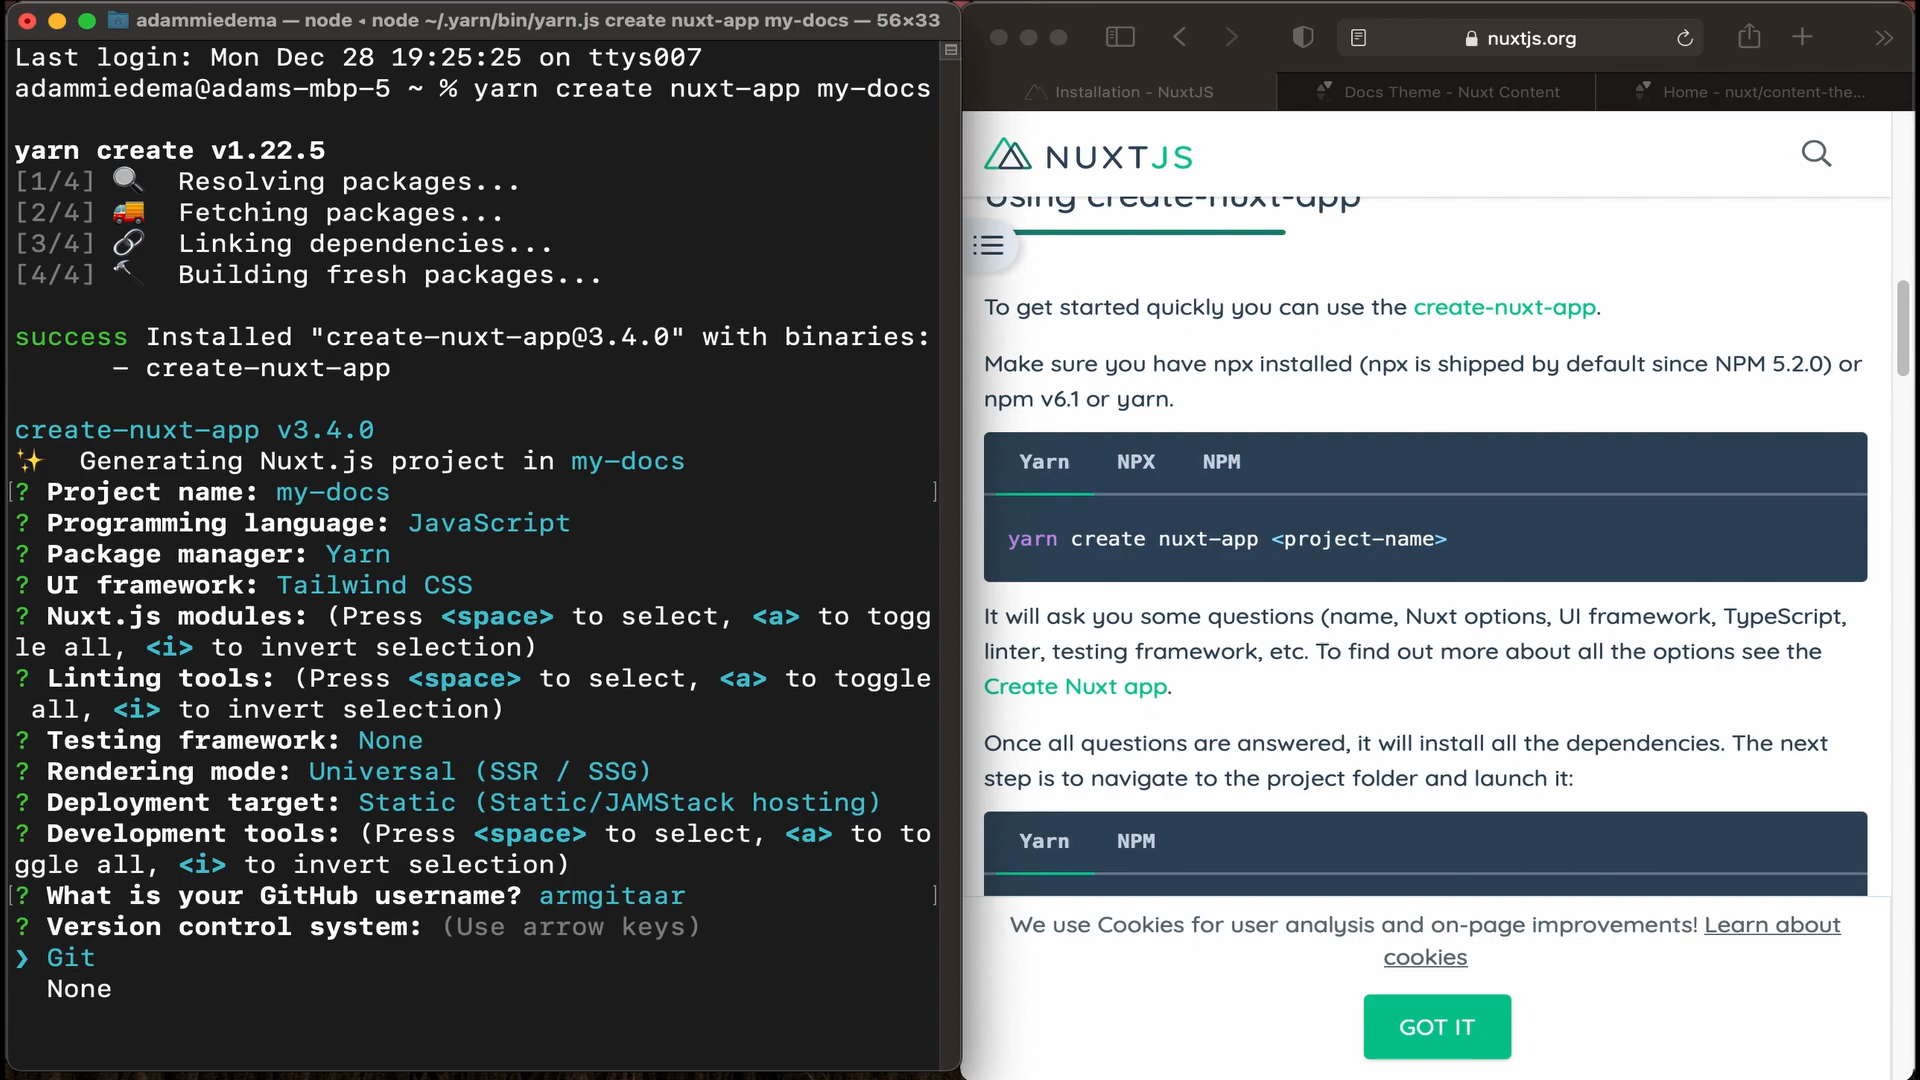 adammiedema — node ◂ node ~/.yarn/bin/yarn.js create nuxt-app my-docs — 56×33
Last login: Mon Dec 28 19:25:25 on ttys007
adammiedema@adams-mbp-5 ~ % yarn create nuxt-app my-docs
yarn create v1.22.5
[1/4] 🔍 Resolving packages...
[2/4] 🚚 Fetching packages...
[3/4] 🔗 Linking dependencies...
[4/4] 🔨 Building fresh packages...
success Installed "create-nuxt-app@3.4.0" with binaries:
- create-nuxt-app
create-nuxt-app v3.4.0
✨ Generating Nuxt.js project in my-docs
[? Project name: my-docs ]
? Programming language: JavaScript
? Package manager: Yarn
? UI framework: Tailwind CSS
? Nuxt.js modules: (Press <space> to select, <a> to togg
le all, <i> to invert selection)
? Linting tools: (Press <space> to select, <a> to toggle
all, <i> to invert selection)
? Testing framework: None
? Rendering mode: Universal (SSR / SSG)
? Deployment target: Static (Static/JAMStack hosting)
? Development tools: (Press <space> to select, <a> to to
ggle all, <i> to invert selection)
[? What is your GitHub username? armgitaar ]
? Version control system: (Use arrow keys)
❯ Git
None
nuxtjs.org
Installation - NuxtJS
Docs Theme - Nuxt Content
Home - nuxt/content-the...
NUXTJS
Using create-nuxt-app
To get started quickly you can use the create-nuxt-app.
Make sure you have npx installed (npx is shipped by default since NPM 5.2.0) or
npm v6.1 or yarn.
Yarn NPX NPM
yarn create nuxt-app <project-name>
It will ask you some questions (name, Nuxt options, UI framework, TypeScript,
linter, testing framework, etc. To find out more about all the options see the
Create Nuxt app.
Once all questions are answered, it will install all the dependencies. The next
step is to navigate to the project folder and launch it:
Yarn NPM
We use Cookies for user analysis and on-page improvements! Learn about
cookies
GOT IT